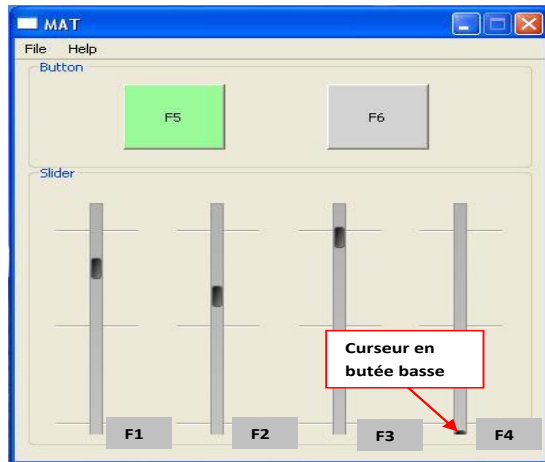 MAT
File Help
Button
F5 F6
Slider
Curseur en
butée basse
F1 F2 F3 F4